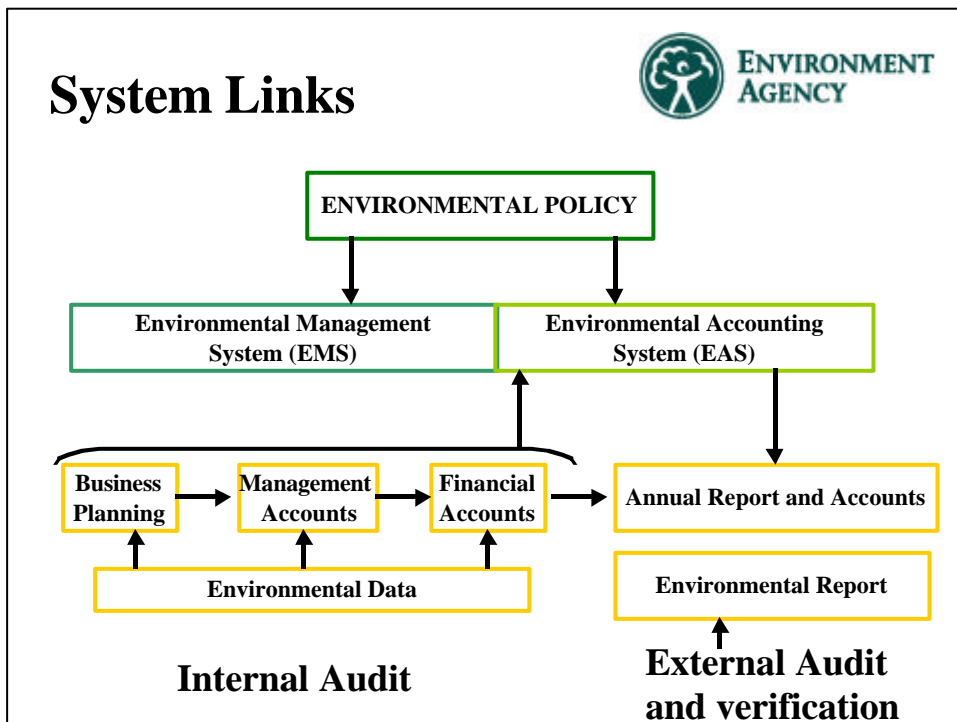 System Links
ENVIRONMENT
AGENCY
ENVIRONMENTAL POLICY
Environmental Management
System (EMS)
Environmental Accounting
System (EAS)
Business
Planning
Management
Accounts
Financial
Accounts
Annual Report and Accounts
Environmental Data
Environmental Report
Internal Audit
External Audit
and verification